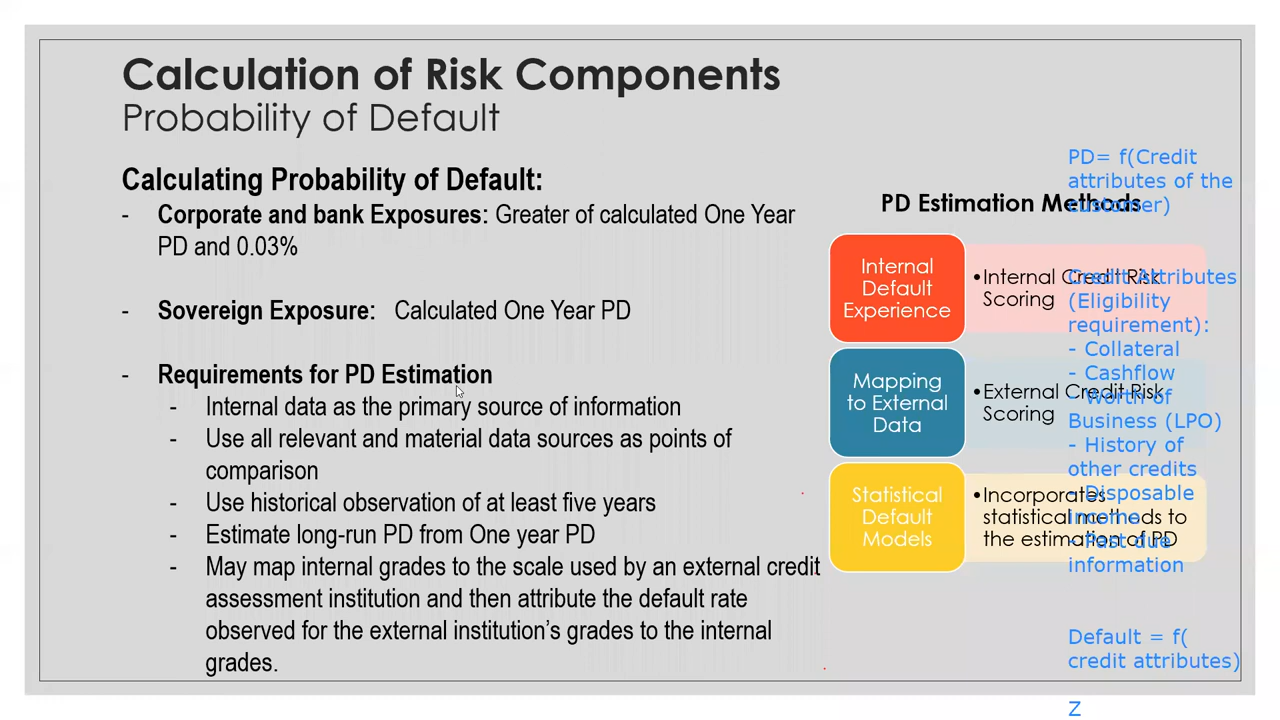 Calculation of Risk Components
Probability of Default
Calculating Probability of Default:
- Corporate and bank Exposures: Greater of calculated One Year
PD and 0.03%
- Sovereign Exposure: Calculated One Year PD
- Requirements for PD Estimation
- Internal data as the primary source of information
- Use all relevant and material data sources as points of
comparison
- Use historical observation of at least five years
- Estimate long-run PD from One year PD
- May map internal grades to the scale used by an external credit
assessment institution and then attribute the default rate
observed for the external institution's grades to the internal
grades.
PD Estimation Methods
Internal
Default
Experience
•Internal Credit Risk
Scoring
Mapping
to External
Data
•External Credit Risk
Scoring
Statistical
Default
Models
•Incorporates
statistical methods to
the estimation of PD
PD= f(Credit
attributes of the
customer)
Credit Attributes
(Eligibility
requirement):
- Collateral
- Cashflow
- Worth of
Business (LPO)
- History of
other credits
- Disposable
income
- Past due
information
Default = f(
credit attributes)
Z